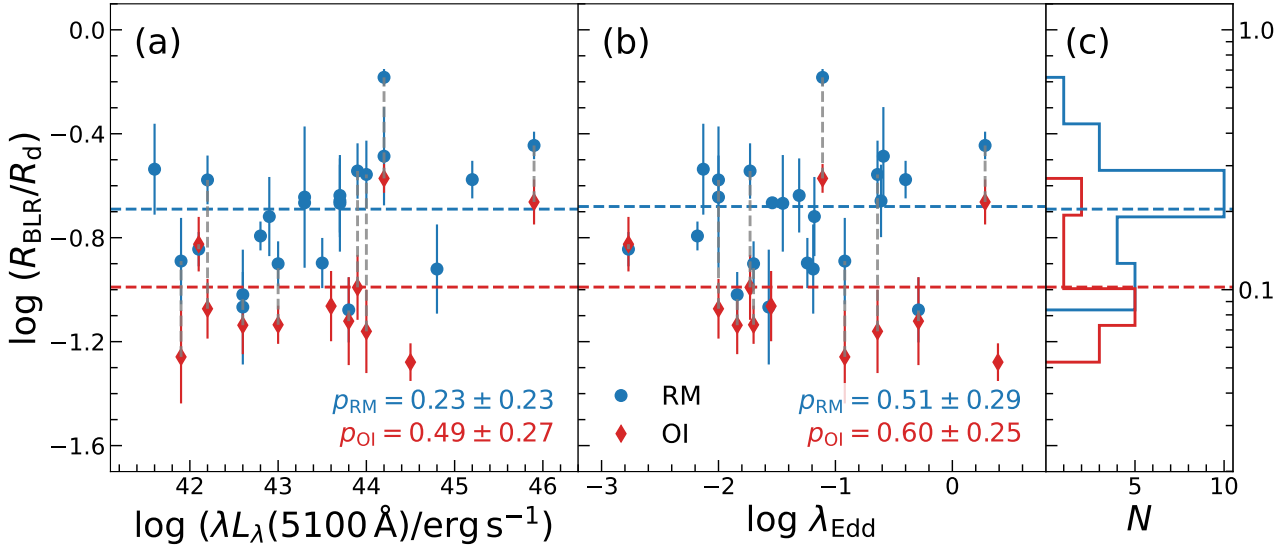 (a)
(b)
(c)
0.0
−0.4
−0.8
−1.2
−1.6
log (R_BLR/R_d)
1.0
0.1
p_RM = 0.23 ± 0.23
p_OI = 0.49 ± 0.27
RM
OI
p_RM = 0.51 ± 0.29
p_OI = 0.60 ± 0.25
42 43 44 45 46
−3 −2 −1 0
5 10
log (λL_λ(5100 Å)/erg s⁻¹)
log λ_Edd
N